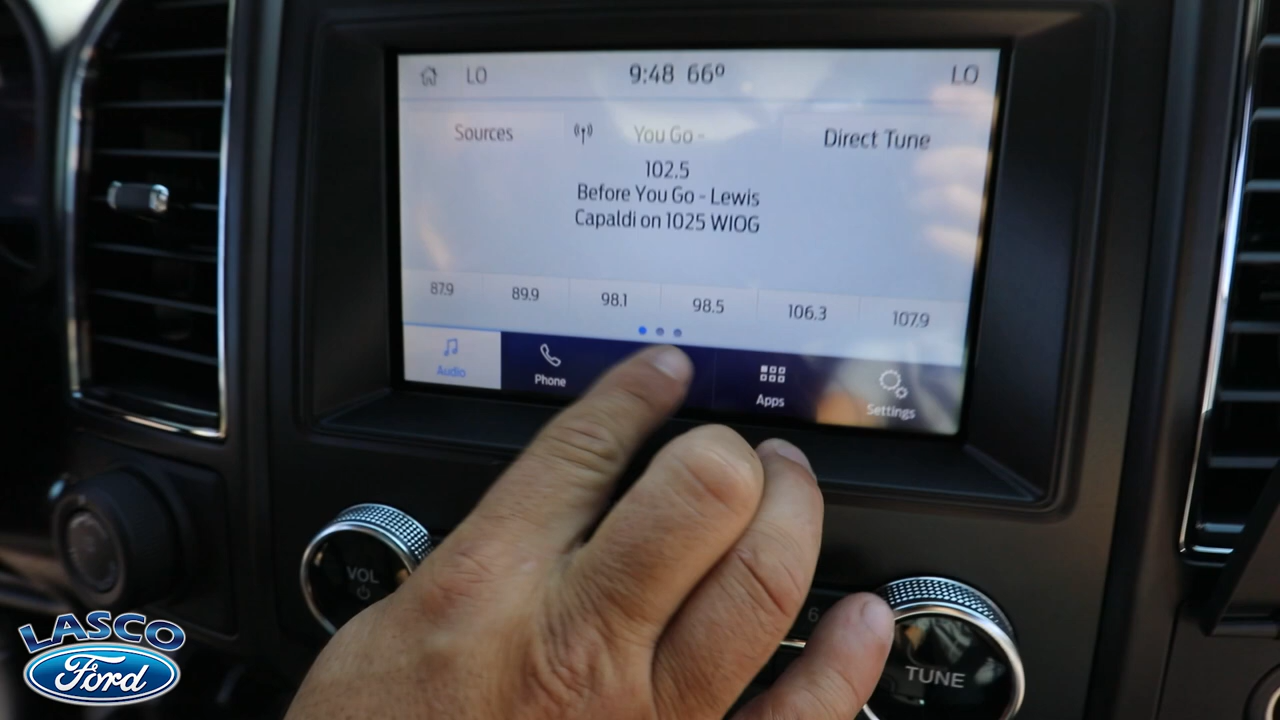 LO 9:48 66º LO
Sources You Go - Direct Tune
102.5
Before You Go - Lewis
Capaldi on 1025 WIOG
87.9 89.9 98.1 98.5 106.3 107.9
Audio Phone Apps Settings
VOL
6
TUNE
LASCO
Ford